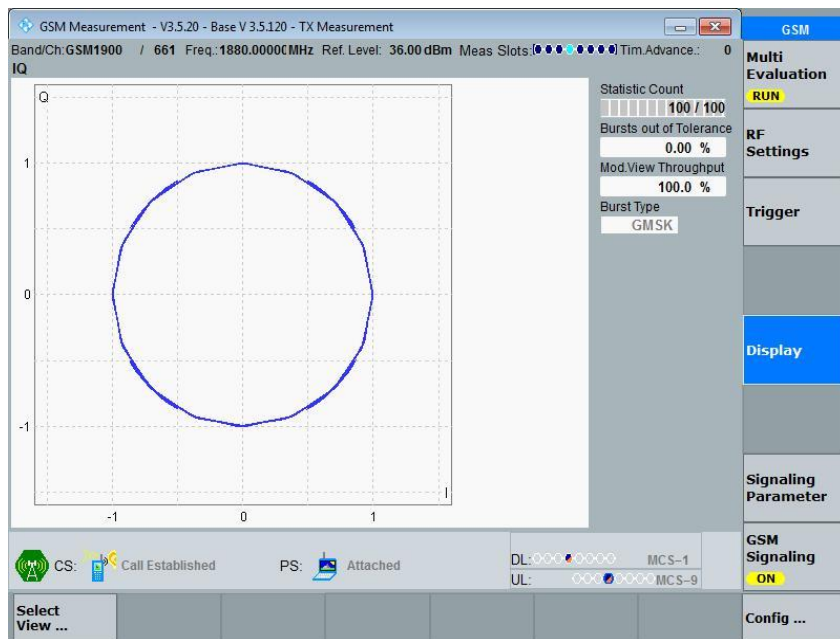 GSM Measurement - V3.5.20 - Base V 3.5.120 - TX Measurement
GSM
Band/Ch: GSM1900 / 661 Freq.: 1880.0000 MHz Ref. Level: 36.00 dBm Meas Slots: Tim.Advance.: 0
IQ
Multi
Evaluation
RUN
Q
Statistic Count
100 / 100
Bursts out of Tolerance
0.00 %
Mod.View Throughput
100.0 %
Burst Type
GMSK
RF
Settings
Trigger
1
0
-1
I
-1 0 1
Display
Signaling
Parameter
CS: Call Established PS: Attached
DL: MCS-1
UL: MCS-9
GSM
Signaling
ON
Select
View ...
Config ...